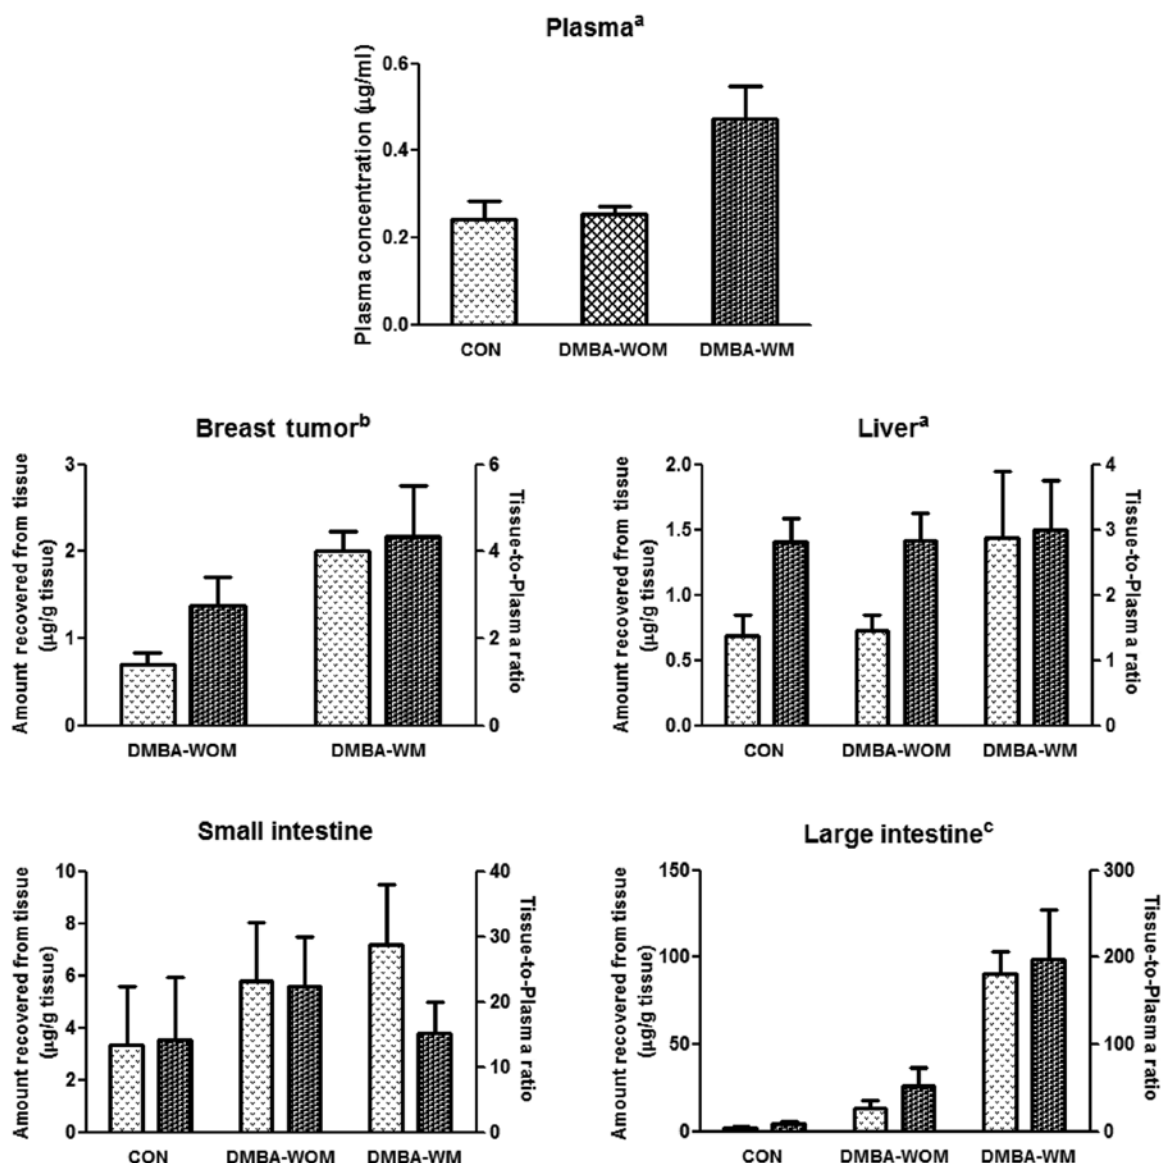 Plasmaᵃ
Plasma concentration (µg/ml)
0.6
0.4
0.2
0.0
CON DMBA-WOM DMBA-WM
Breast tumorᵇ
Amount recovered from tissue
(µg/g tissue)
3
2
1
0
6
4
2
0
Tissue-to-Plasma ratio
DMBA-WOM DMBA-WM
Liverᵃ
Amount recovered from tissue
(µg/g tissue)
2.0
1.5
1.0
0.5
0.0
4
3
2
1
0
Tissue-to-Plasma ratio
CON DMBA-WOM DMBA-WM
Small intestine
Amount recovered from tissue
(µg/g tissue)
10
8
6
4
2
0
40
30
20
10
0
Tissue-to-Plasma ratio
CON DMBA-WOM DMBA-WM
Large intestineᶜ
Amount recovered from tissue
(µg/g tissue)
150
100
50
0
300
200
100
0
Tissue-to-Plasma ratio
CON DMBA-WOM DMBA-WM